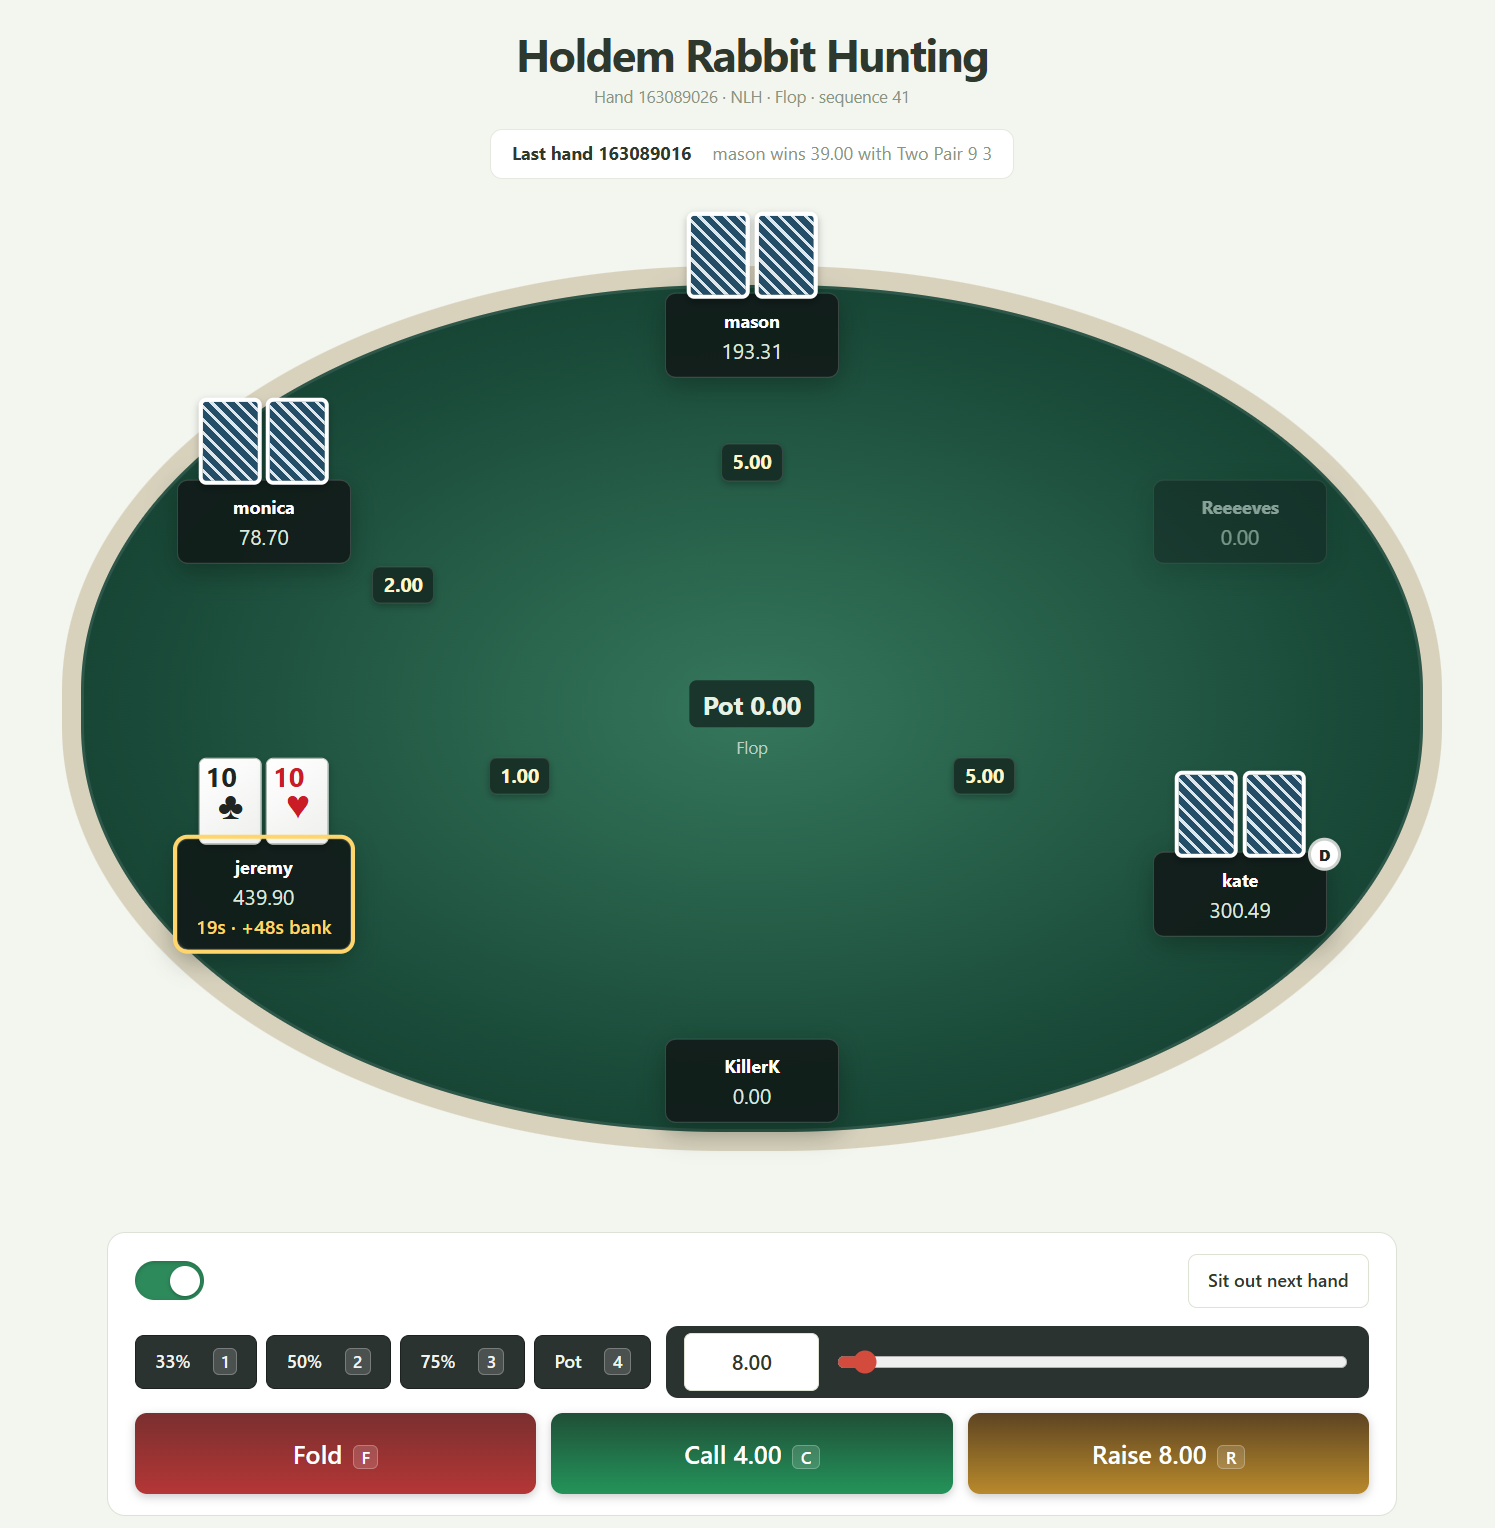 Holdem Rabbit Hunting
Hand 163089026 · NLH · Flop · sequence 41
Last hand 163089016 mason wins 39.00 with Two Pair 9 3
mason
193.31
monica
78.70
5.00
Reeeeves
0.00
2.00
Pot 0.00
Flop
10 10
1.00
5.00
jeremy
439.90
19s · +48s bank
D
kate
300.49
KillerK
0.00
Sit out next hand
33% 1 50% 2 75% 3 Pot 4 8.00
Fold F Call 4.00 C Raise 8.00 R